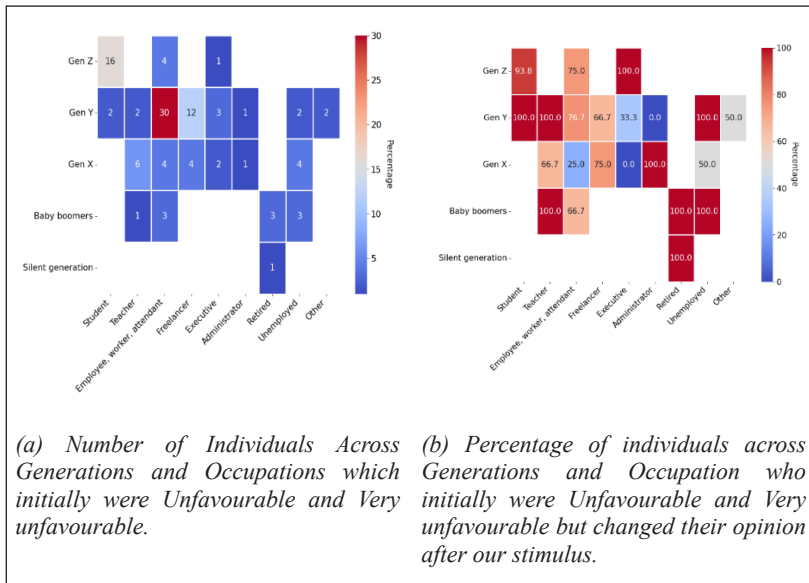 Gen Z
16
4
1
Gen Y
2
2
30
12
3
1
2
2
Gen X
6
4
4
2
1
4
Baby boomers
1
3
3
3
Silent generation
1
Student
Teacher
Employee, worker, attendant
Freelancer
Executive
Administrator
Retired
Unemployed
Other
30
25
20
15
10
5
Percentage
Gen Z
93.8
75.0
100.0
Gen Y
100.0
100.0
76.7
66.7
33.3
0.0
100.0
50.0
Gen X
66.7
25.0
75.0
0.0
100.0
50.0
Baby boomers
100.0
66.7
100.0
100.0
Silent generation
100.0
Student
Teacher
Employee, worker, attendant
Freelancer
Executive
Administrator
Retired
Unemployed
Other
100
80
60
40
20
0
Percentage
(a) Number of Individuals Across
Generations and Occupations which
initially were Unfavourable and Very
unfavourable.
(b) Percentage of individuals across
Generations and Occupation who
initially were Unfavourable and Very
unfavourable but changed their opinion
after our stimulus.